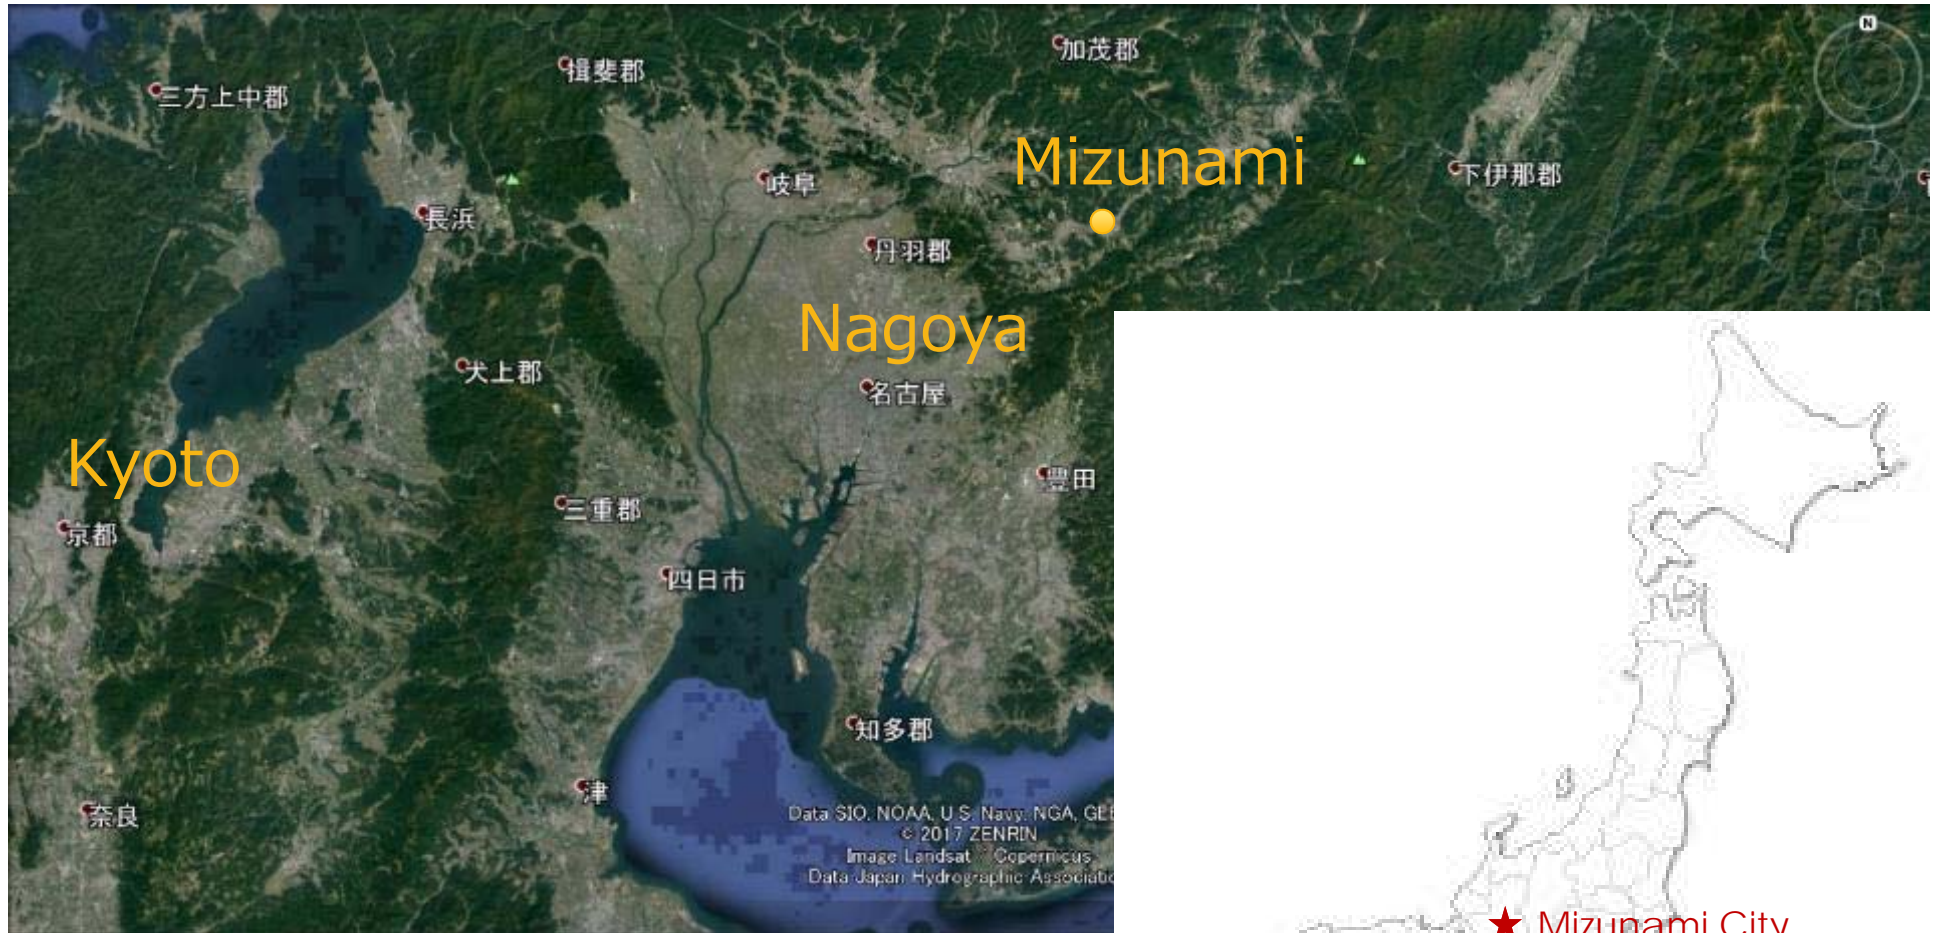 N
加茂郡
揖斐郡
三方上中郡
Mizunami
下伊那郡
岐阜
長浜
丹羽郡
Nagoya
犬上郡
名古屋
Kyoto
豊田
三重郡
京都
四日市
知多郡
津
奈良
Data SIO, NOAA, U.S. Navy, NGA, GE
© 2017 ZENRIN
Image Landsat / Copernicus
Data Japan Hydrographic Associatio
★ Mizunami City